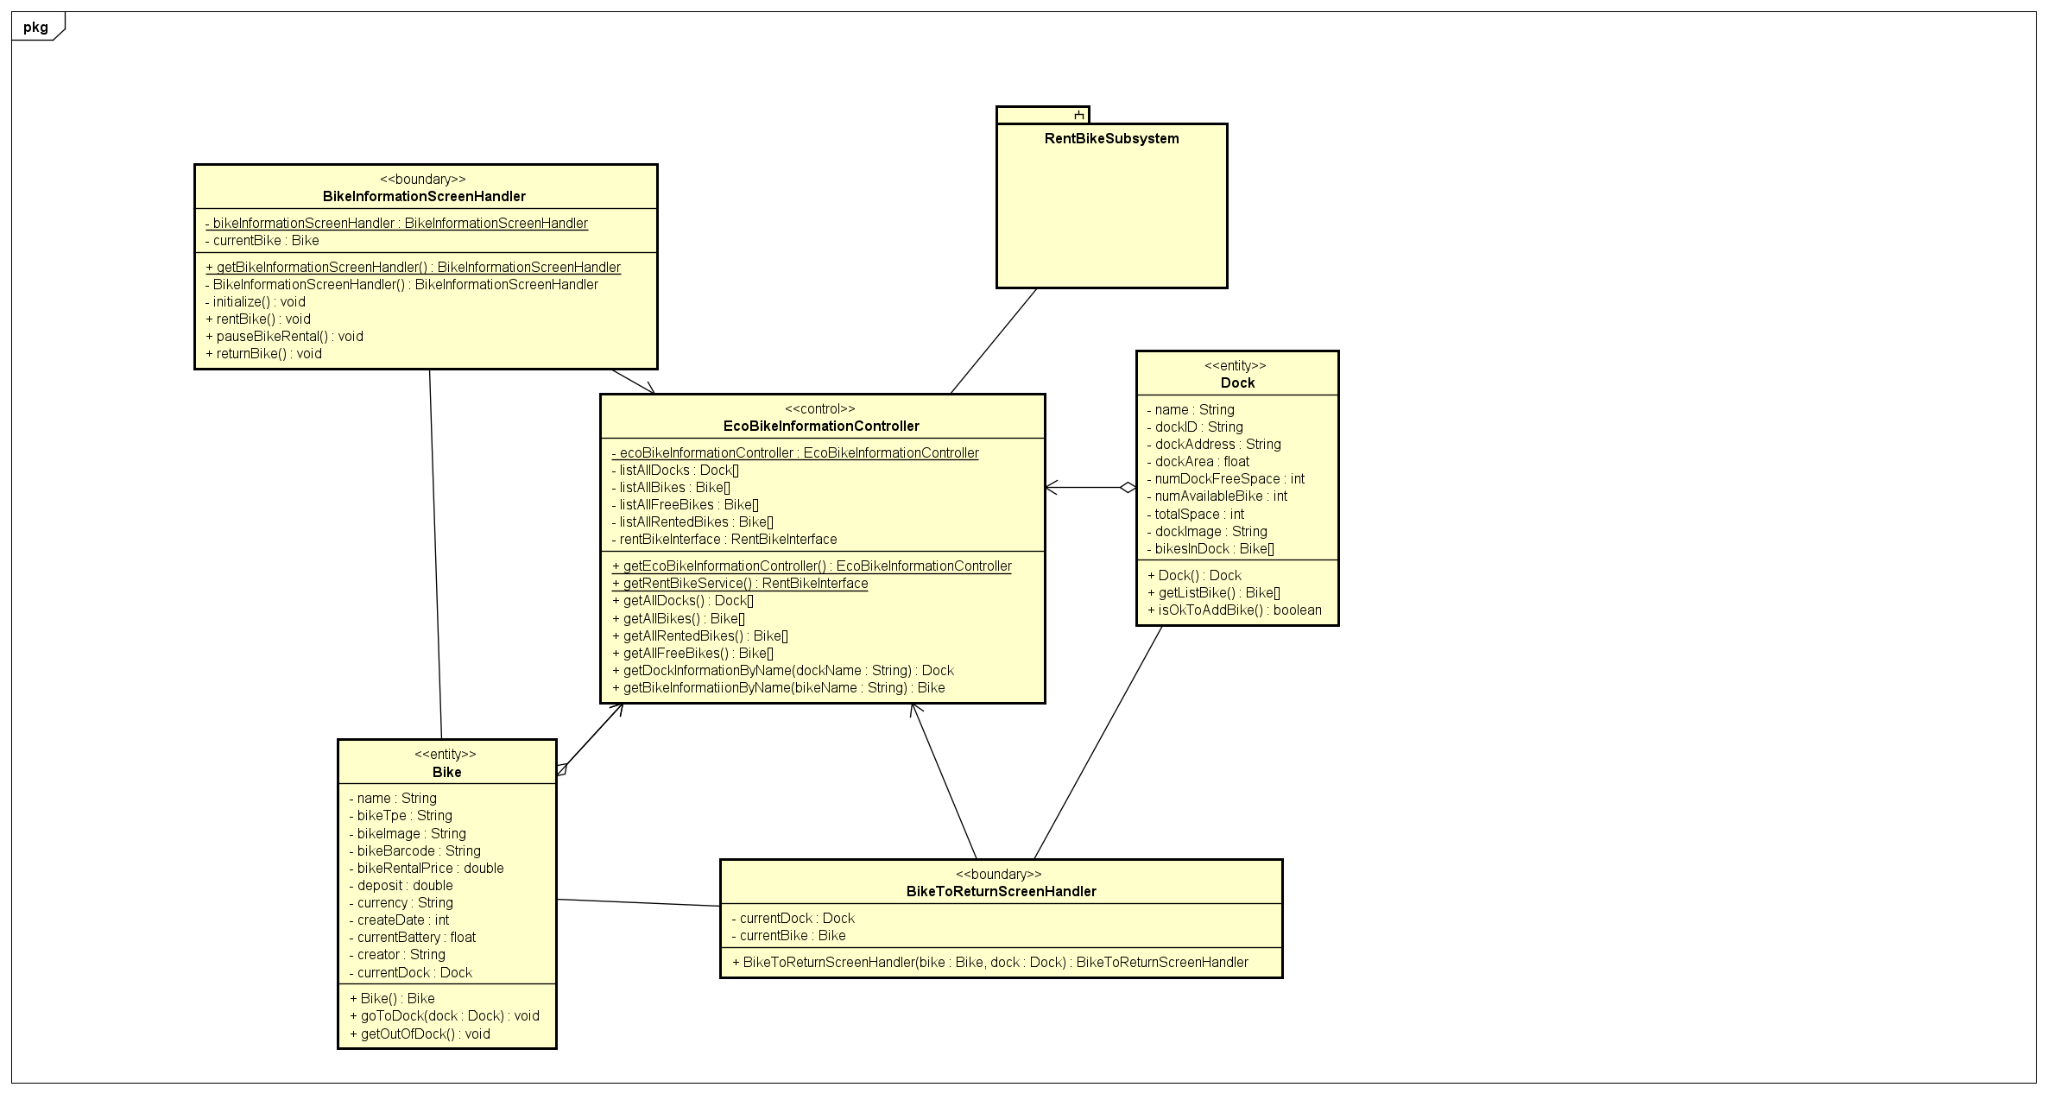 pkg
RentBikeSubsystem
<<boundary>>
BikeInformationScreenHandler
- bikeInformationScreenHandler : BikeInformationScreenHandler
- currentBike : Bike
+ getBikeInformationScreenHandler() : BikeInformationScreenHandler
- BikeInformationScreenHandler() : BikeInformationScreenHandler
- initialize() : void
+ rentBike() : void
+ pauseBikeRental() : void
+ returnBike() : void
<<entity>>
Dock
- name : String
- dockID : String
- dockAddress : String
- dockArea : float
- numDockFreeSpace : int
- numAvailableBike : int
- totalSpace : int
- dockImage : String
- bikesInDock : Bike[]
+ Dock() : Dock
+ getListBike() : Bike[]
+ isOkToAddBike() : boolean
<<control>>
EcoBikeInformationController
- ecoBikeInformationController : EcoBikeInformationController
- listAllDocks : Dock[]
- listAllBikes : Bike[]
- listAllFreeBikes : Bike[]
- listAllRentedBikes : Bike[]
- rentBikeInterface : RentBikeInterface
+ getEcoBikeInformationController() : EcoBikeInformationController
+ getRentBikeService() : RentBikeInterface
+ getAllDocks() : Dock[]
+ getAllBikes() : Bike[]
+ getAllRentedBikes() : Bike[]
+ getAllFreeBikes() : Bike[]
+ getDockInformationByName(dockName : String) : Dock
+ getBikeInformatiionByName(bikeName : String) : Bike
<<entity>>
Bike
- name : String
- bikeTpe : String
- bikeImage : String
- bikeBarcode : String
- bikeRentalPrice : double
- deposit : double
- currency : String
- createDate : int
- currentBattery : float
- creator : String
- currentDock : Dock
+ Bike() : Bike
+ goToDock(dock : Dock) : void
+ getOutOfDock() : void
<<boundary>>
BikeToReturnScreenHandler
- currentDock : Dock
- currentBike : Bike
+ BikeToReturnScreenHandler(bike : Bike, dock : Dock) : BikeToReturnScreenHandler